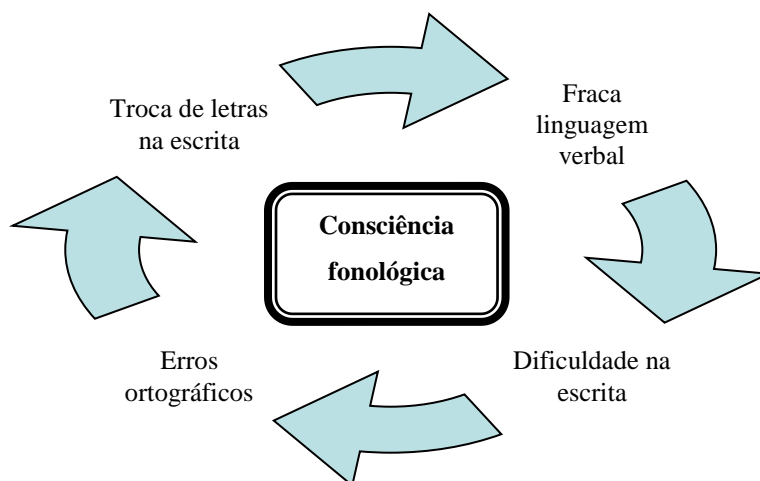 Troca de letras
na escrita
Fraca
linguagem
verbal
Consciência
fonológica
Erros
ortográficos
Dificuldade na
escrita